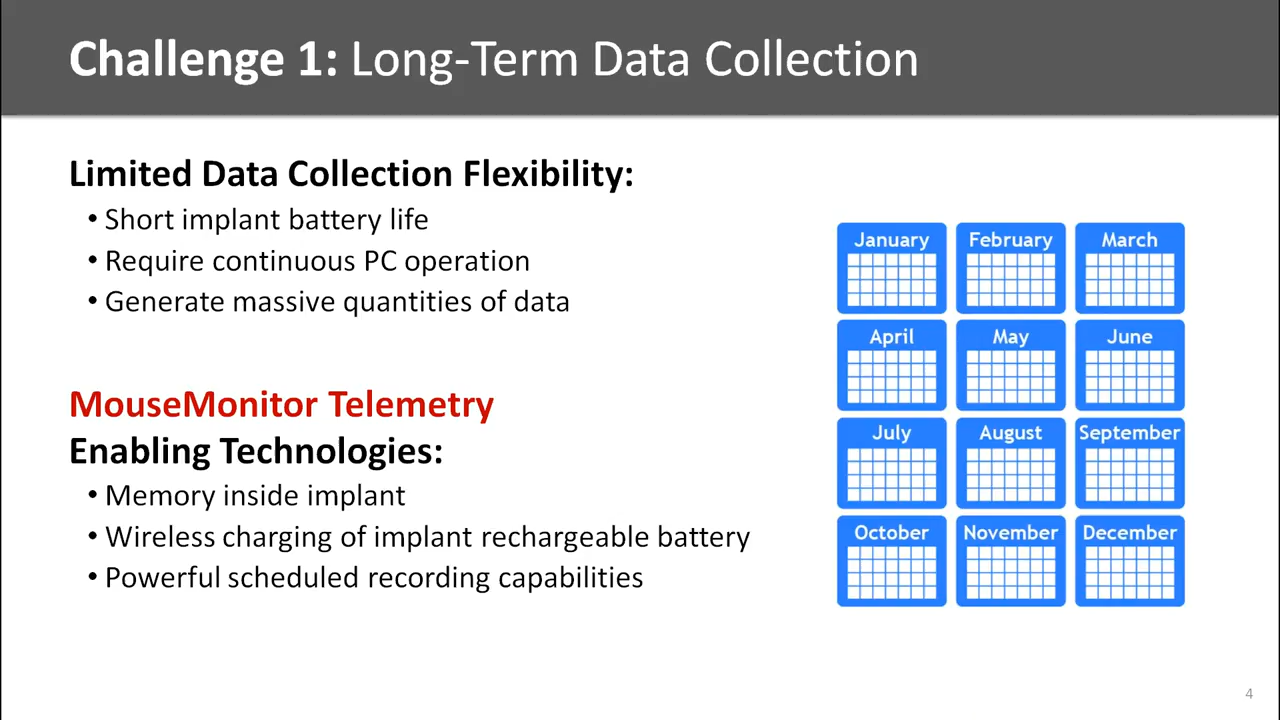 Challenge 1: Long-Term Data Collection
Limited Data Collection Flexibility:
• Short implant battery life
• Require continuous PC operation
• Generate massive quantities of data
MouseMonitor Telemetry
Enabling Technologies:
• Memory inside implant
• Wireless charging of implant rechargeable battery
• Powerful scheduled recording capabilities
January February March
April May June
July August September
October November December
4